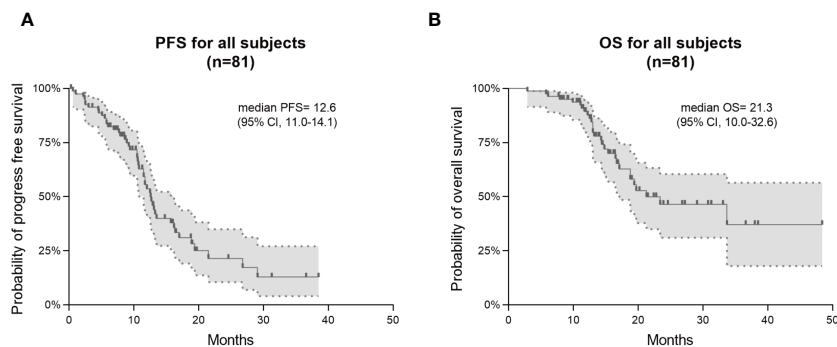 A
PFS for all subjects
(n=81)
median PFS= 12.6
(95% CI, 11.0-14.1)
Probability of progress free survival
100%
75%
50%
25%
0%
0 10 20 30 40 50
Months
B
OS for all subjects
(n=81)
median OS= 21.3
(95% CI, 10.0-32.6)
Probability of overall survival
100%
75%
50%
25%
0%
0 10 20 30 40 50
Months